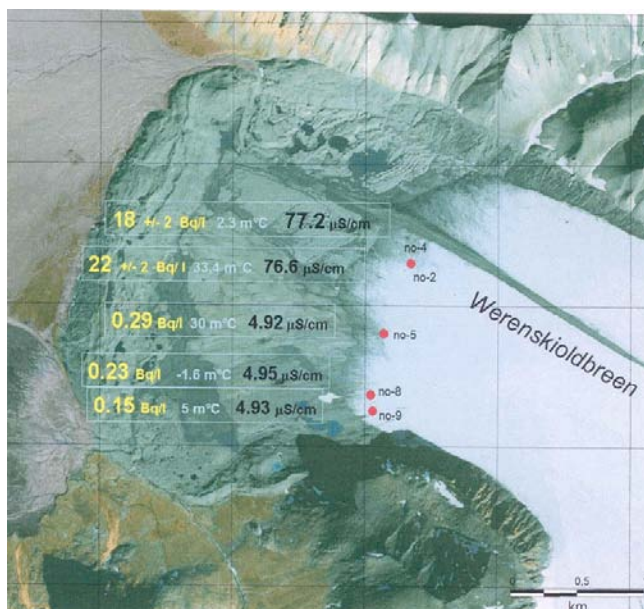 18 +/- 2 Bq/l 2.3 m°C 77.2 µS/cm
22 +/- 2 Bq/l 33.4 m°C 76.6 µS/cm
0.29 Bq/l 30 m°C 4.92 µS/cm
0.23 Bq/l -1.6 m°C 4.95 µS/cm
0.15 Bq/l 5 m°C 4.93 µS/cm
no-4
no-2
no-5
no-8
no-9
Werenskioldbreen
0 0,5
km